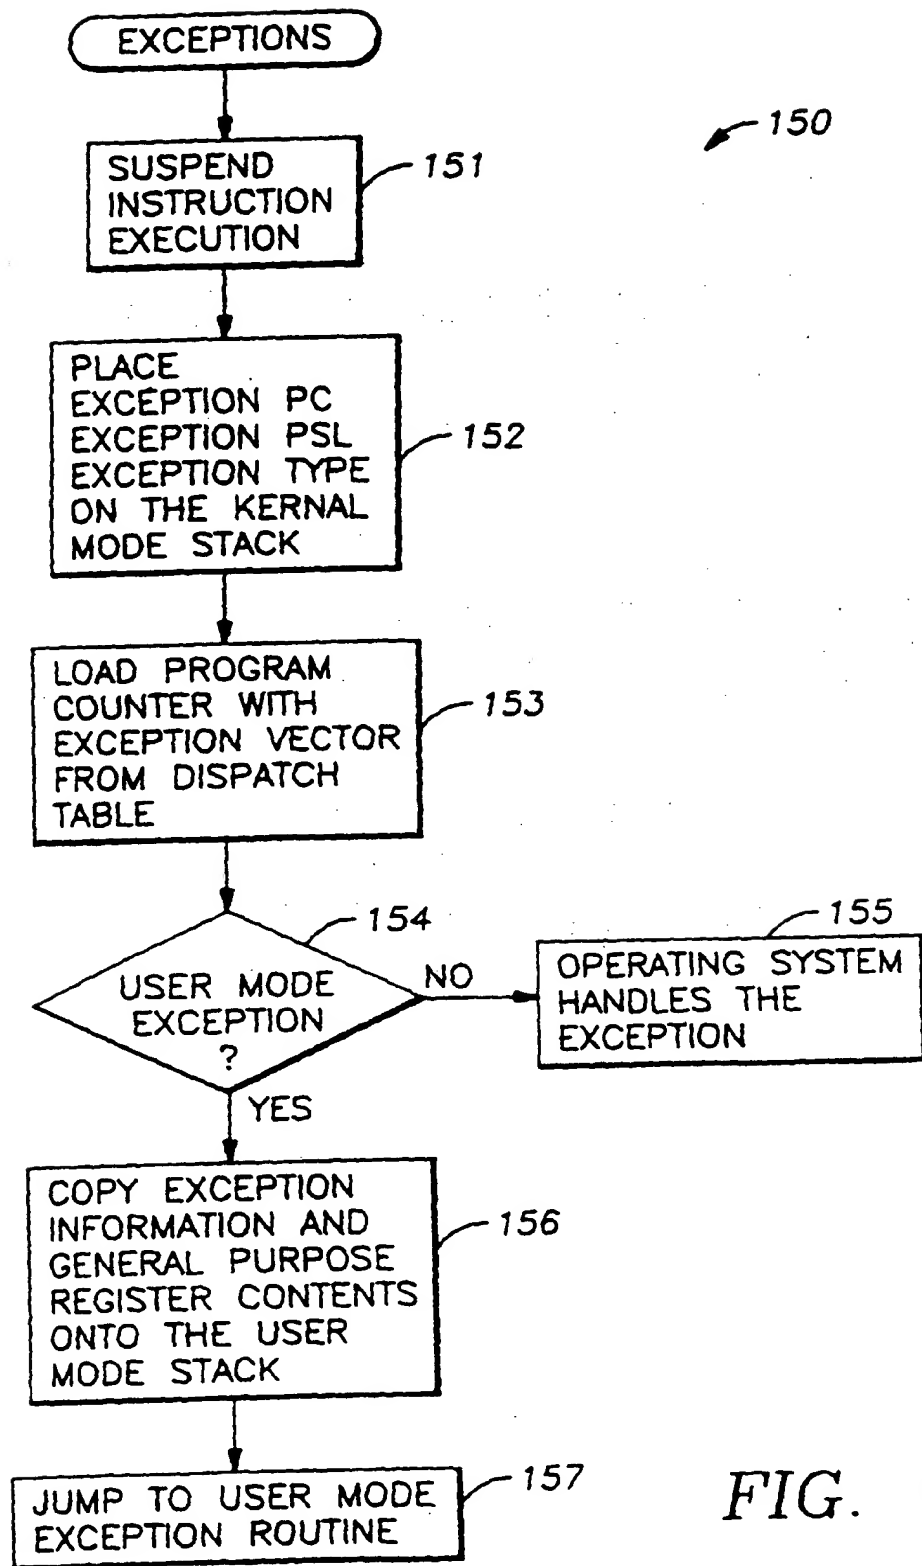 EXCEPTIONS
150
SUSPEND
INSTRUCTION
EXECUTION
151
PLACE
EXCEPTION PC
EXCEPTION PSL
EXCEPTION TYPE
ON THE KERNAL
MODE STACK
152
LOAD PROGRAM
COUNTER WITH
EXCEPTION VECTOR
FROM DISPATCH
TABLE
153
154
USER MODE
EXCEPTION
?
NO
155
OPERATING SYSTEM
HANDLES THE
EXCEPTION
YES
COPY EXCEPTION
INFORMATION AND
GENERAL PURPOSE
REGISTER CONTENTS
ONTO THE USER
MODE STACK
156
JUMP TO USER MODE
EXCEPTION ROUTINE
157
FIG.